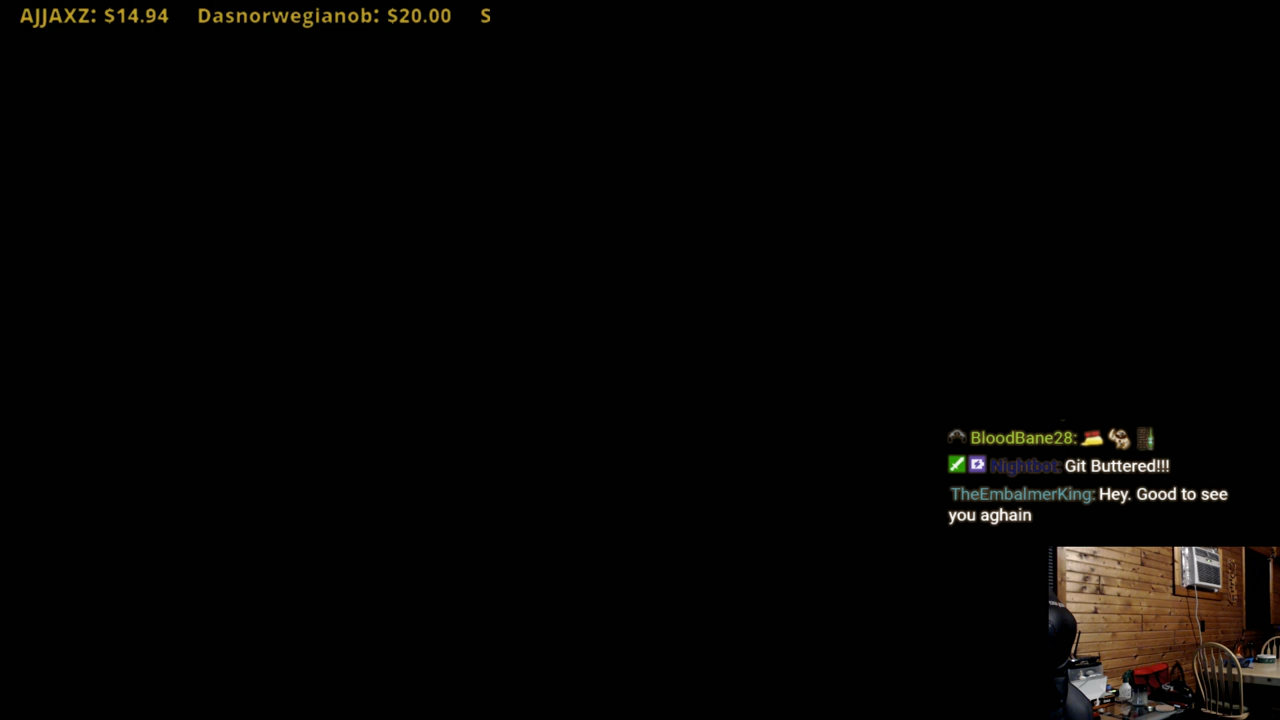 AJJAXZ: $14.94 Dasnorwegianob: $20.00 S
BloodBane28:
Nightbot: Git Buttered!!!
TheEmbalmerKing: Hey. Good to see
you aghain